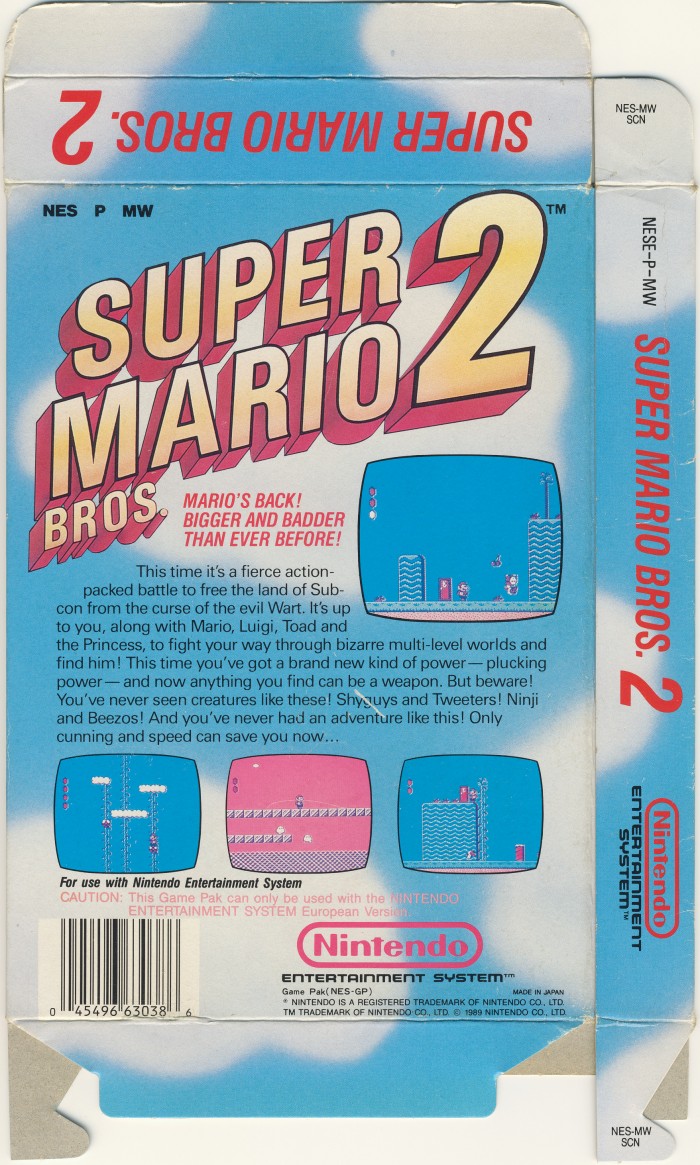 SUPER MARIO BROS. 2
NES-MW
SCN
NES P MW
SUPER
MARIO 2™
BROS.
MARIO'S BACK!
BIGGER AND BADDER
THAN EVER BEFORE!
This time it's a fierce action-
packed battle to free the land of Sub-
con from the curse of the evil Wart. It's up
to you, along with Mario, Luigi, Toad and
the Princess, to fight your way through bizarre multi-level worlds and
find him! This time you've got a brand new kind of power — plucking
power — and now anything you find can be a weapon. But beware!
You've never seen creatures like these! Shyguys and Tweeters! Ninji
and Beezos! And you've never had an adventure like this! Only
cunning and speed can save you now...
For use with Nintendo Entertainment System
CAUTION: This Game Pak can only be used with the NINTENDO
ENTERTAINMENT SYSTEM European Version.
0 45496 63038 6
Nintendo
ENTERTAINMENT SYSTEM™
Game Pak(NES-GP)
MADE IN JAPAN
® NINTENDO IS A REGISTERED TRADEMARK OF NINTENDO CO., LTD.
TM TRADEMARK OF NINTENDO CO., LTD. © 1989 NINTENDO CO., LTD.
NESE-P-MW
SUPER MARIO BROS. 2
Nintendo
ENTERTAINMENT
SYSTEM™
NES-MW
SCN